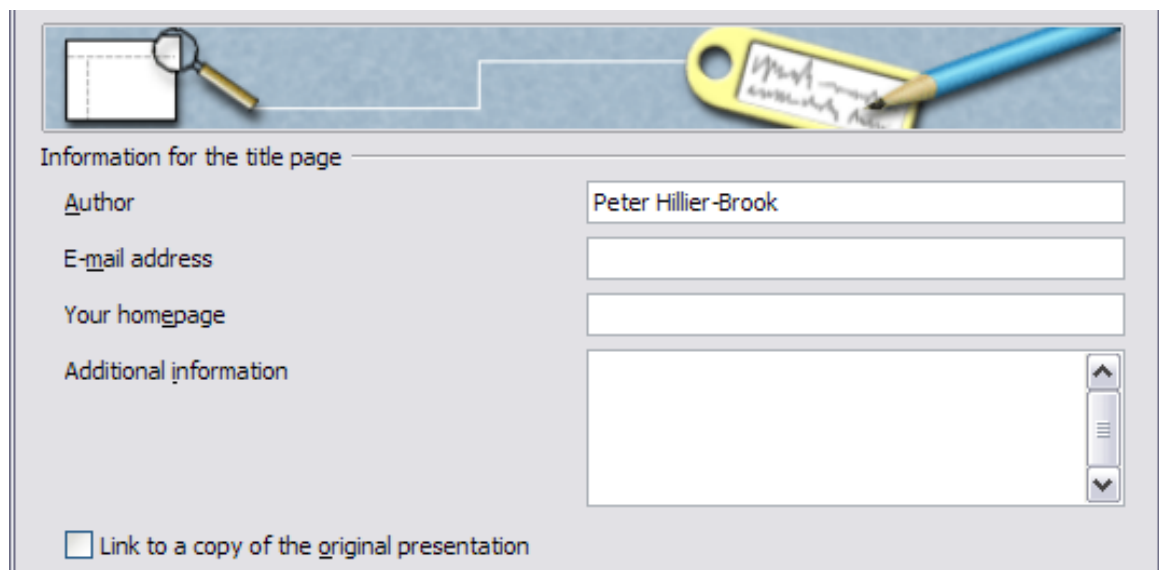 Information for the title page
Author
Peter Hillier-Brook
E-mail address
Your homepage
Additional information
Link to a copy of the original presentation